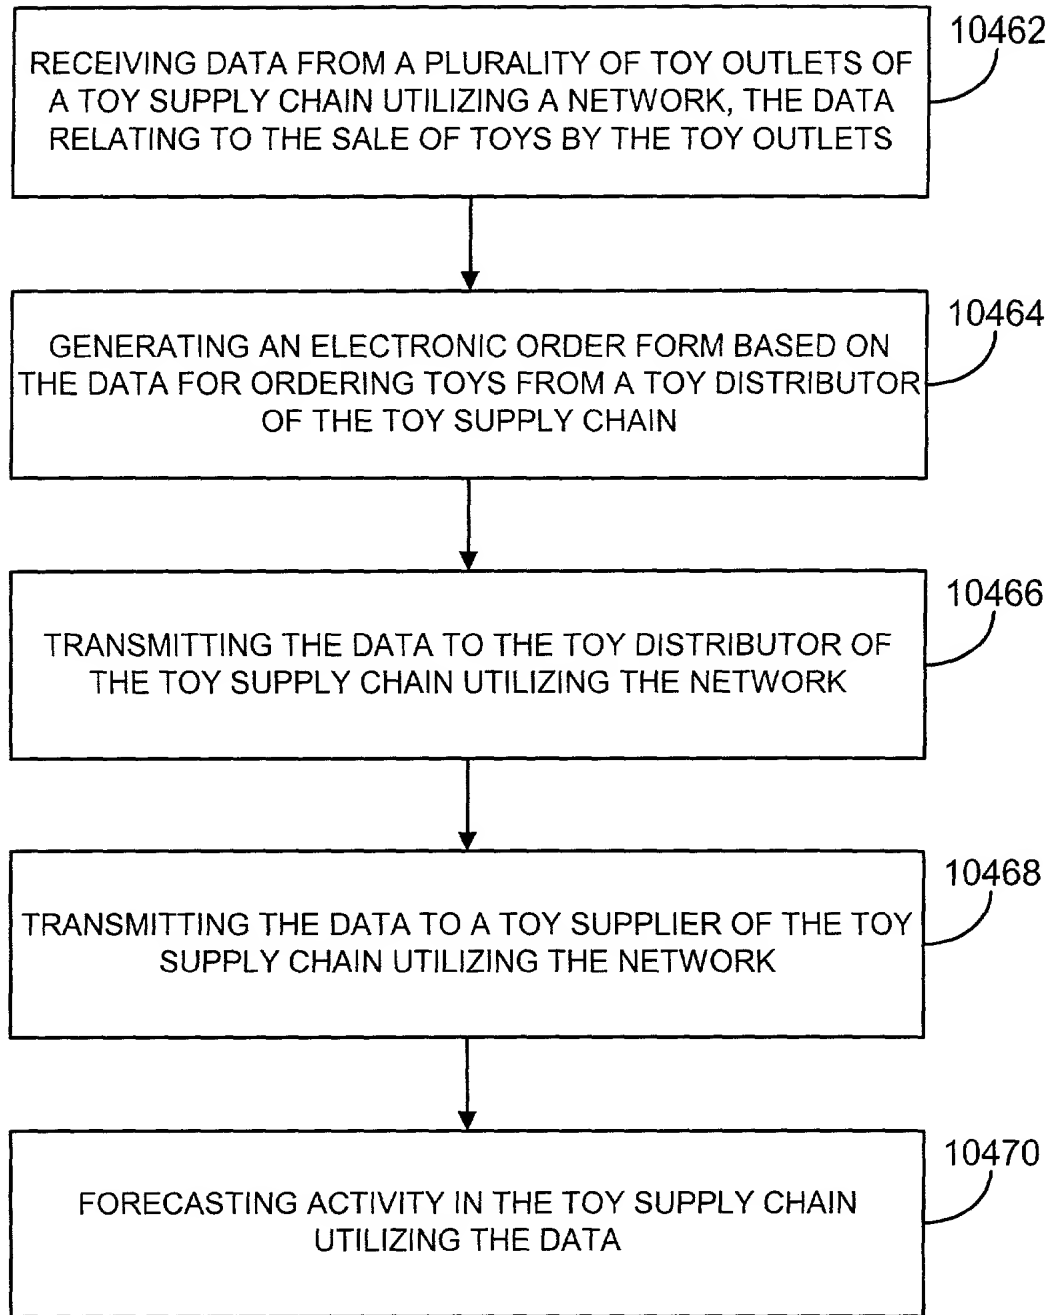 10462
RECEIVING DATA FROM A PLURALITY OF TOY OUTLETS OF
A TOY SUPPLY CHAIN UTILIZING A NETWORK, THE DATA
RELATING TO THE SALE OF TOYS BY THE TOY OUTLETS
10464
GENERATING AN ELECTRONIC ORDER FORM BASED ON
THE DATA FOR ORDERING TOYS FROM A TOY DISTRIBUTOR
OF THE TOY SUPPLY CHAIN
10466
TRANSMITTING THE DATA TO THE TOY DISTRIBUTOR OF
THE TOY SUPPLY CHAIN UTILIZING THE NETWORK
10468
TRANSMITTING THE DATA TO A TOY SUPPLIER OF THE TOY
SUPPLY CHAIN UTILIZING THE NETWORK
10470
FORECASTING ACTIVITY IN THE TOY SUPPLY CHAIN
UTILIZING THE DATA